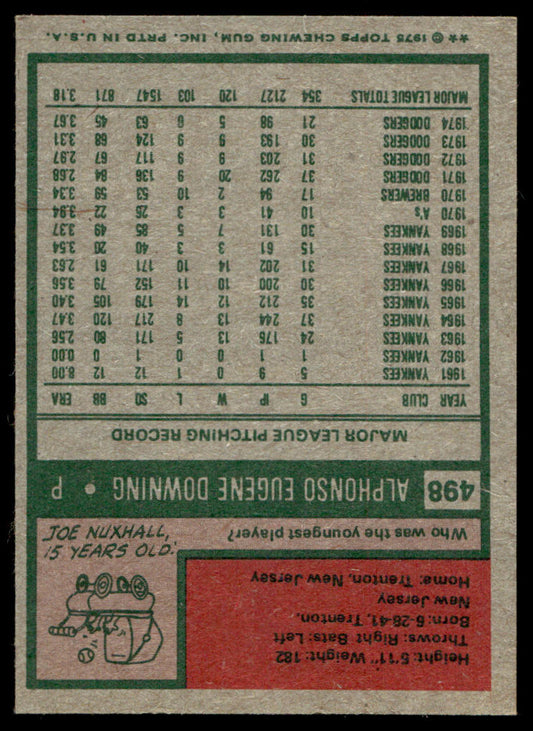 Height: 5'11" Weight: 182
Throws: Right Bats: Left
Born: 6-28-41, Trenton,
New Jersey
Home: Trenton, New Jersey
Who was the youngest player?
JOE NUXHALL,
15 YEARS OLD.
498 ALPHONSO EUGENE DOWNING • P
MAJOR LEAGUE PITCHING RECORD
YEAR CLUB G IP W L SO BB ERA
1961 YANKEES 5 9 0 1 12 12 8.00
1962 YANKEES 1 1 0 0 1 0 0.00
1963 YANKEES 24 176 13 5 171 80 2.56
1964 YANKEES 37 244 13 8 217 120 3.47
1965 YANKEES 35 212 12 14 179 105 3.40
1966 YANKEES 30 200 10 11 152 79 3.56
1967 YANKEES 31 202 14 10 171 61 2.63
1968 YANKEES 15 61 3 3 40 20 3.54
1969 YANKEES 30 131 7 5 85 49 3.37
1970 A's 10 41 3 3 26 22 3.94
1970 BREWERS 17 94 2 10 53 59 3.34
1971 DODGERS 37 262 20 9 136 84 2.68
1972 DODGERS 31 203 9 9 117 67 2.97
1973 DODGERS 30 193 9 9 124 68 3.31
1974 DODGERS 21 98 5 6 63 45 3.67
MAJOR LEAGUE TOTALS 354 2127 120 103 1547 871 3.18
★★ © 1975 TOPPS CHEWING GUM, INC. PRTD IN U.S.A.